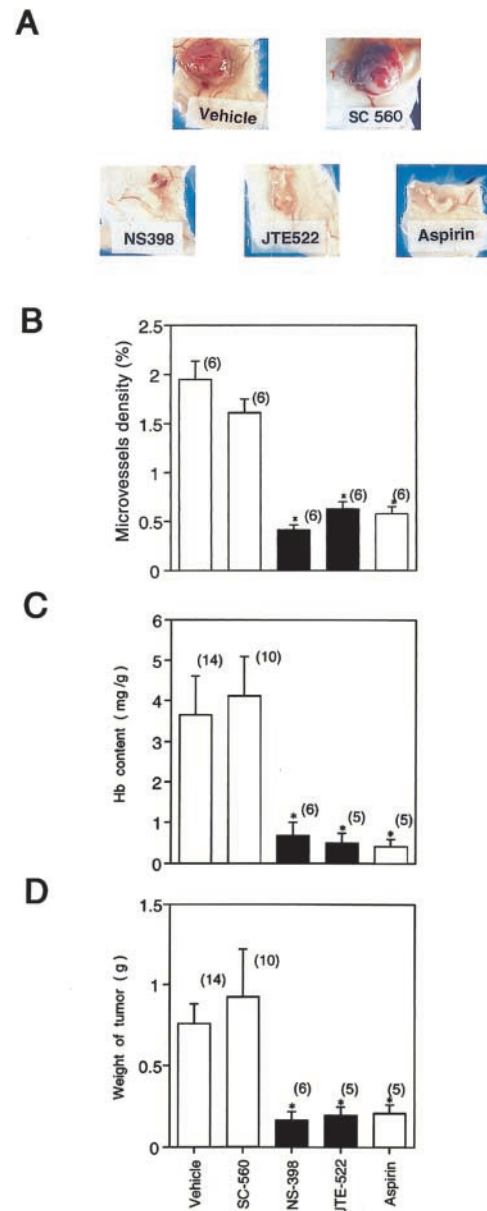 A
Vehicle
SC 560
NS398
JTE522
Aspirin
B
Microvessels density (%)
2.5
2
1.5
1
0.5
0
(6)
(6)
* (6)
* (6)
* (6)
C
Hb content ( mg /g)
6
5
4
3
2
1
0
(14)
(10)
* (6)
* (5)
* (5)
D
Weight of tumor ( g)
1.5
1
0.5
0
(14)
(10)
(6)
*
(5)
*
(5)
*
Vehicle
SC-560
NS-398
JTE-522
Aspirin